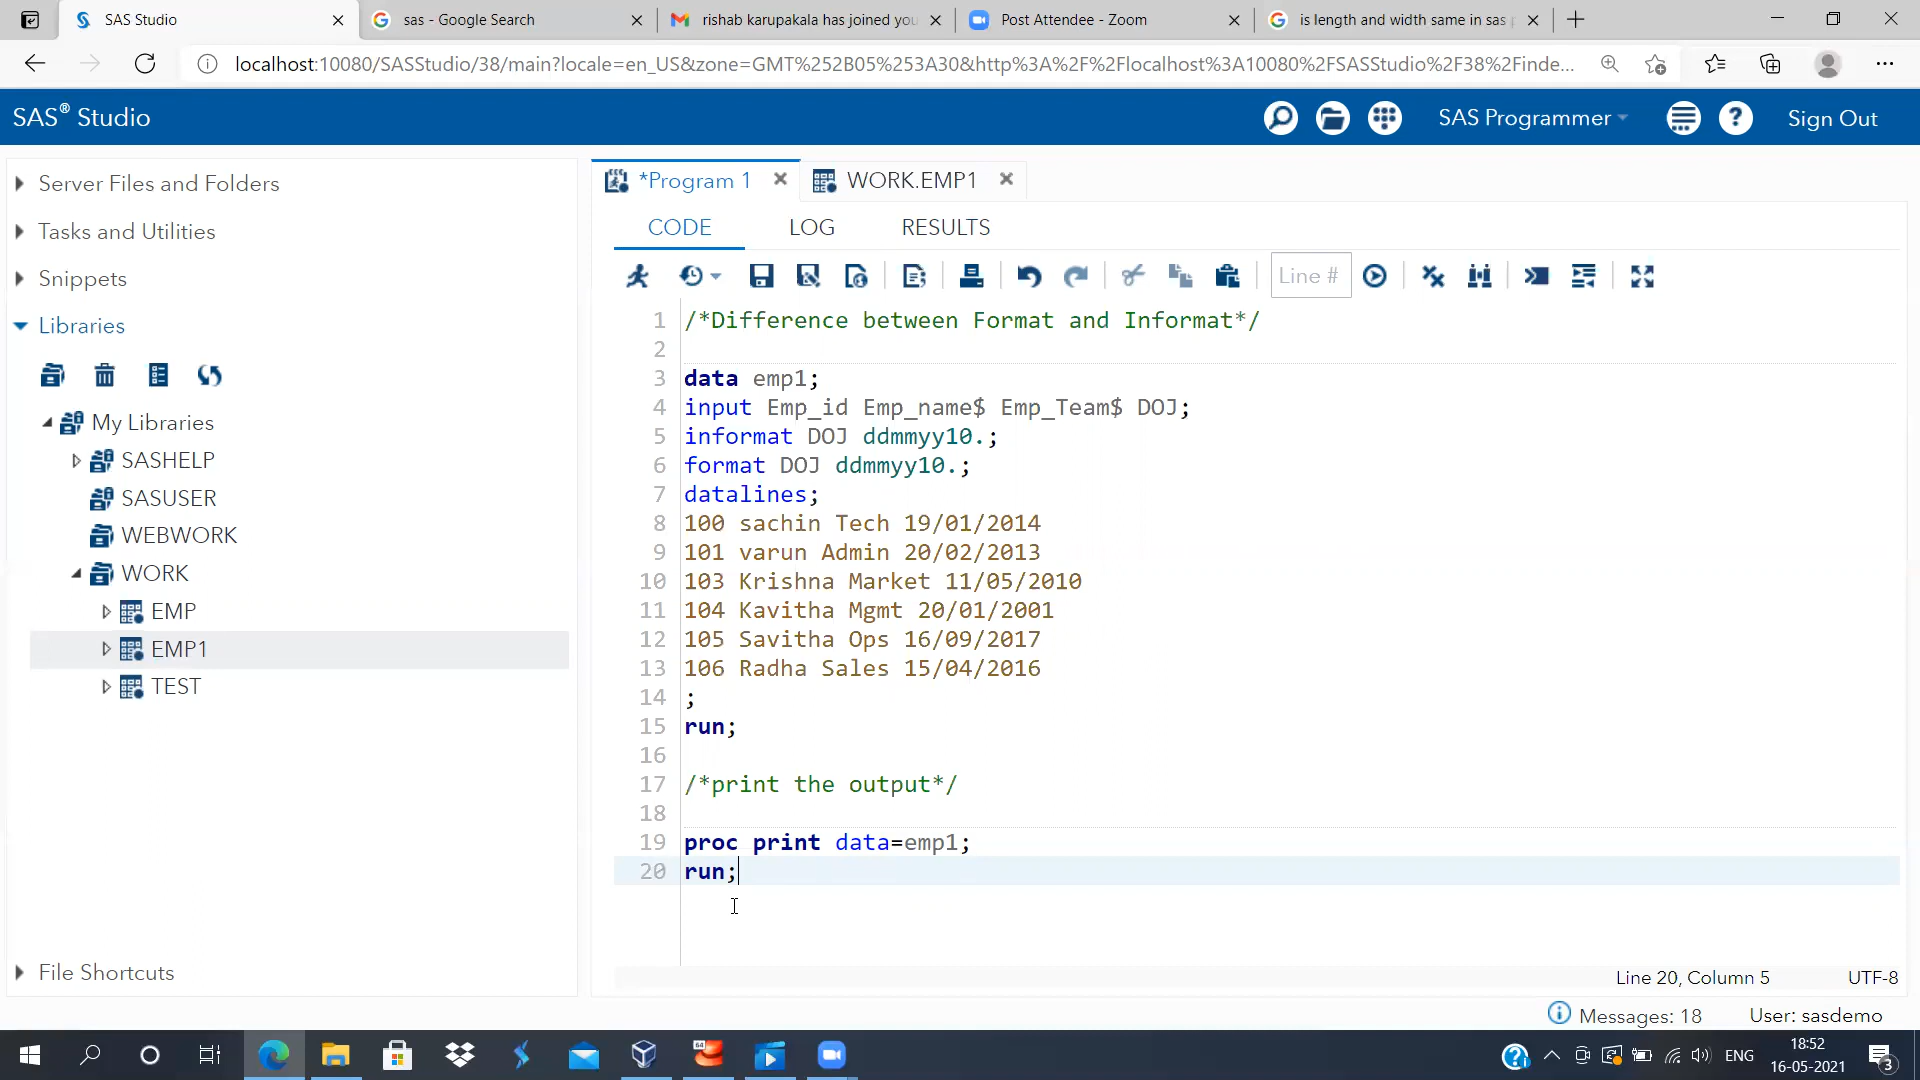 SAS Studio
sas - Google Search
rishab karupakala has joined you
Post Attendee - Zoom
is length and width same in sas
localhost:10080/SASStudio/38/main?locale=en_US&zone=GMT%252B05%253A30&http%3A%2F%2Flocalhost%3A10080%2FSASStudio%2F38%2Finde...
SAS® Studio
SAS Programmer
Sign Out
Server Files and Folders
Tasks and Utilities
Snippets
Libraries
My Libraries
SASHELP
SASUSER
WEBWORK
WORK
EMP
EMP1
TEST
File Shortcuts
*Program 1
WORK.EMP1
CODE
LOG
RESULTS
Line #
1 /*Difference between Format and Informat*/
2
3 data emp1;
4 input Emp_id Emp_name$ Emp_Team$ DOJ;
5 informat DOJ ddmmyy10.;
6 format DOJ ddmmyy10.;
7 datalines;
8 100 sachin Tech 19/01/2014
9 101 varun Admin 20/02/2013
10 103 Krishna Market 11/05/2010
11 104 Kavitha Mgmt 20/01/2001
12 105 Savitha Ops 16/09/2017
13 106 Radha Sales 15/04/2016
14 ;
15 run;
16
17 /*print the output*/
18
19 proc print data=emp1;
20 run;
Line 20, Column 5
UTF-8
Messages: 18
User: sasdemo
64
ENG
18:52
16-05-2021
3